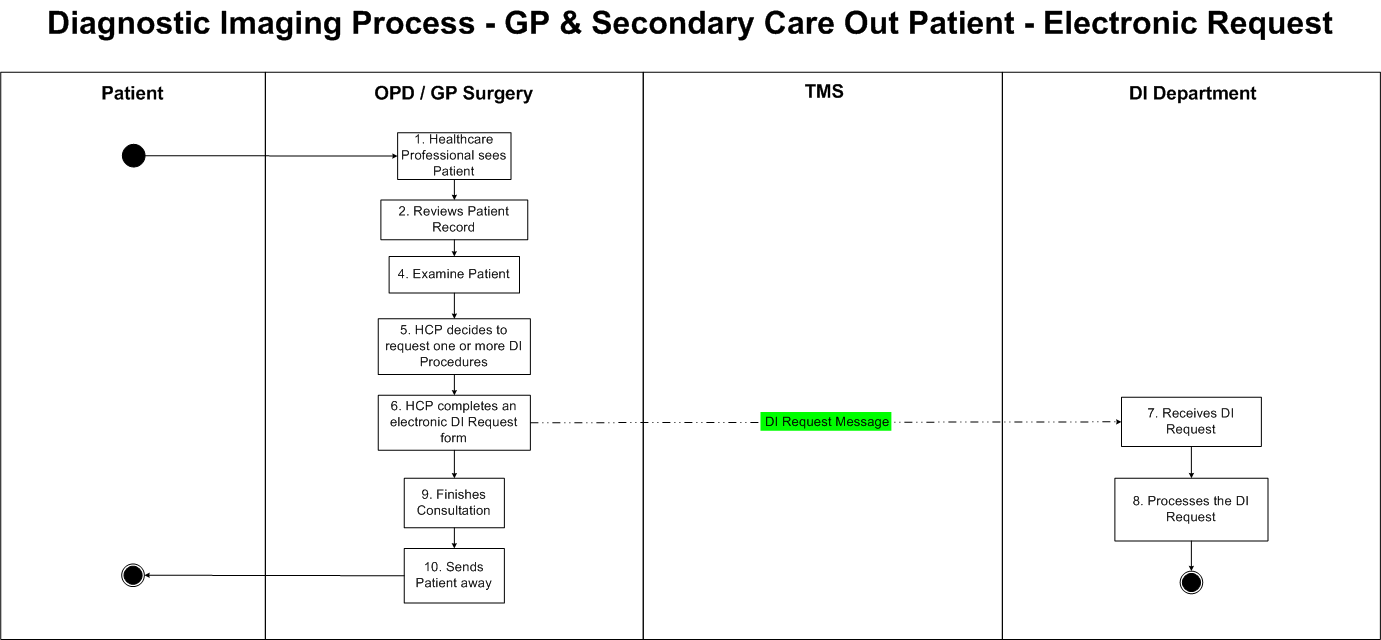 Diagnostic Imaging Process - GP & Secondary Care Out Patient - Electronic Request
Patient
OPD / GP Surgery
TMS
DI Department
1. Healthcare
Professional sees
Patient
2. Reviews Patient
Record
4. Examine Patient
5. HCP decides to
request one or more DI
Procedures
6. HCP completes an
electronic DI Request
form
DI Request Message
7. Receives DI
Request
8. Processes the DI
Request
9. Finishes
Consultation
10. Sends
Patient away